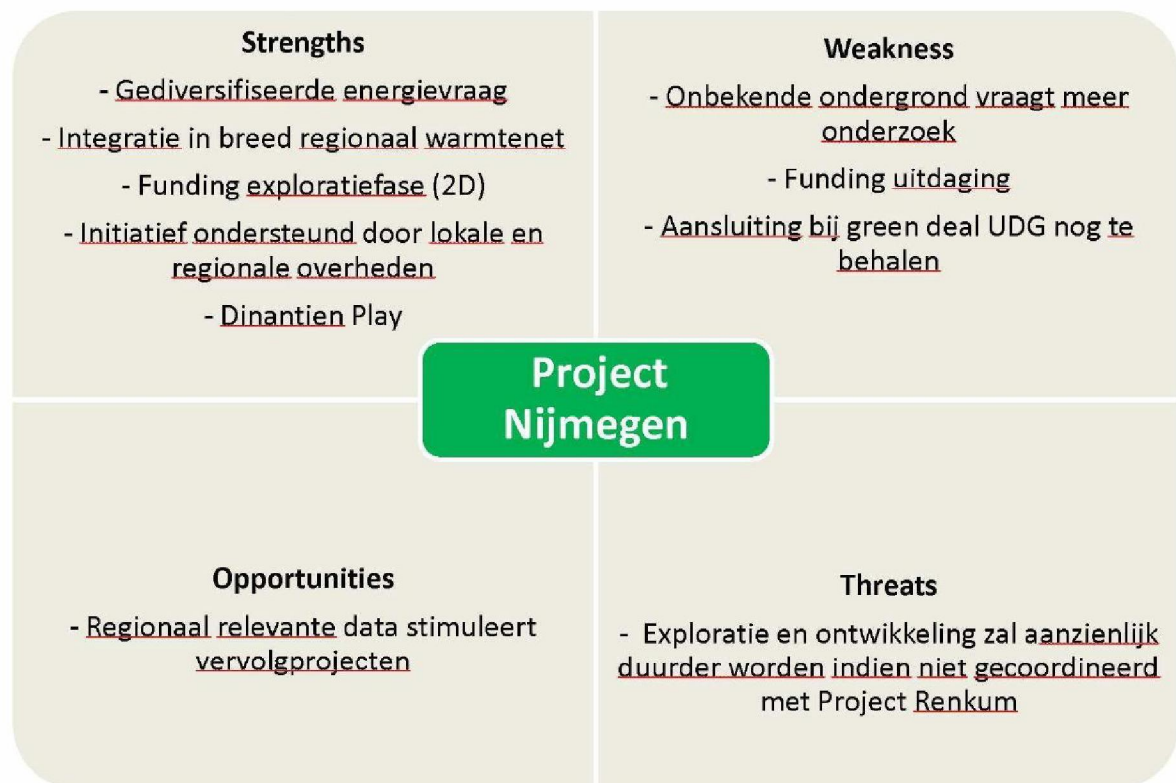 Strengths
- Gediversifiseerde energievraag
- Integratie in breed regionaal warmtenet
- Funding exploratiefase (2D)
- Initiatief ondersteund door lokale en
regionale overheden
- Dinantien Play
Weakness
- Onbekende ondergrond vraagt meer
onderzoek
- Funding uitdaging
- Aansluiting bij green deal UDG nog te
behalen
Project
Nijmegen
Opportunities
- Regionaal relevante data stimuleert
vervolgprojecten
Threats
- Exploratie en ontwikkeling zal aanzienlijk
duurder worden indien niet gecoordineerd
met Project Renkum